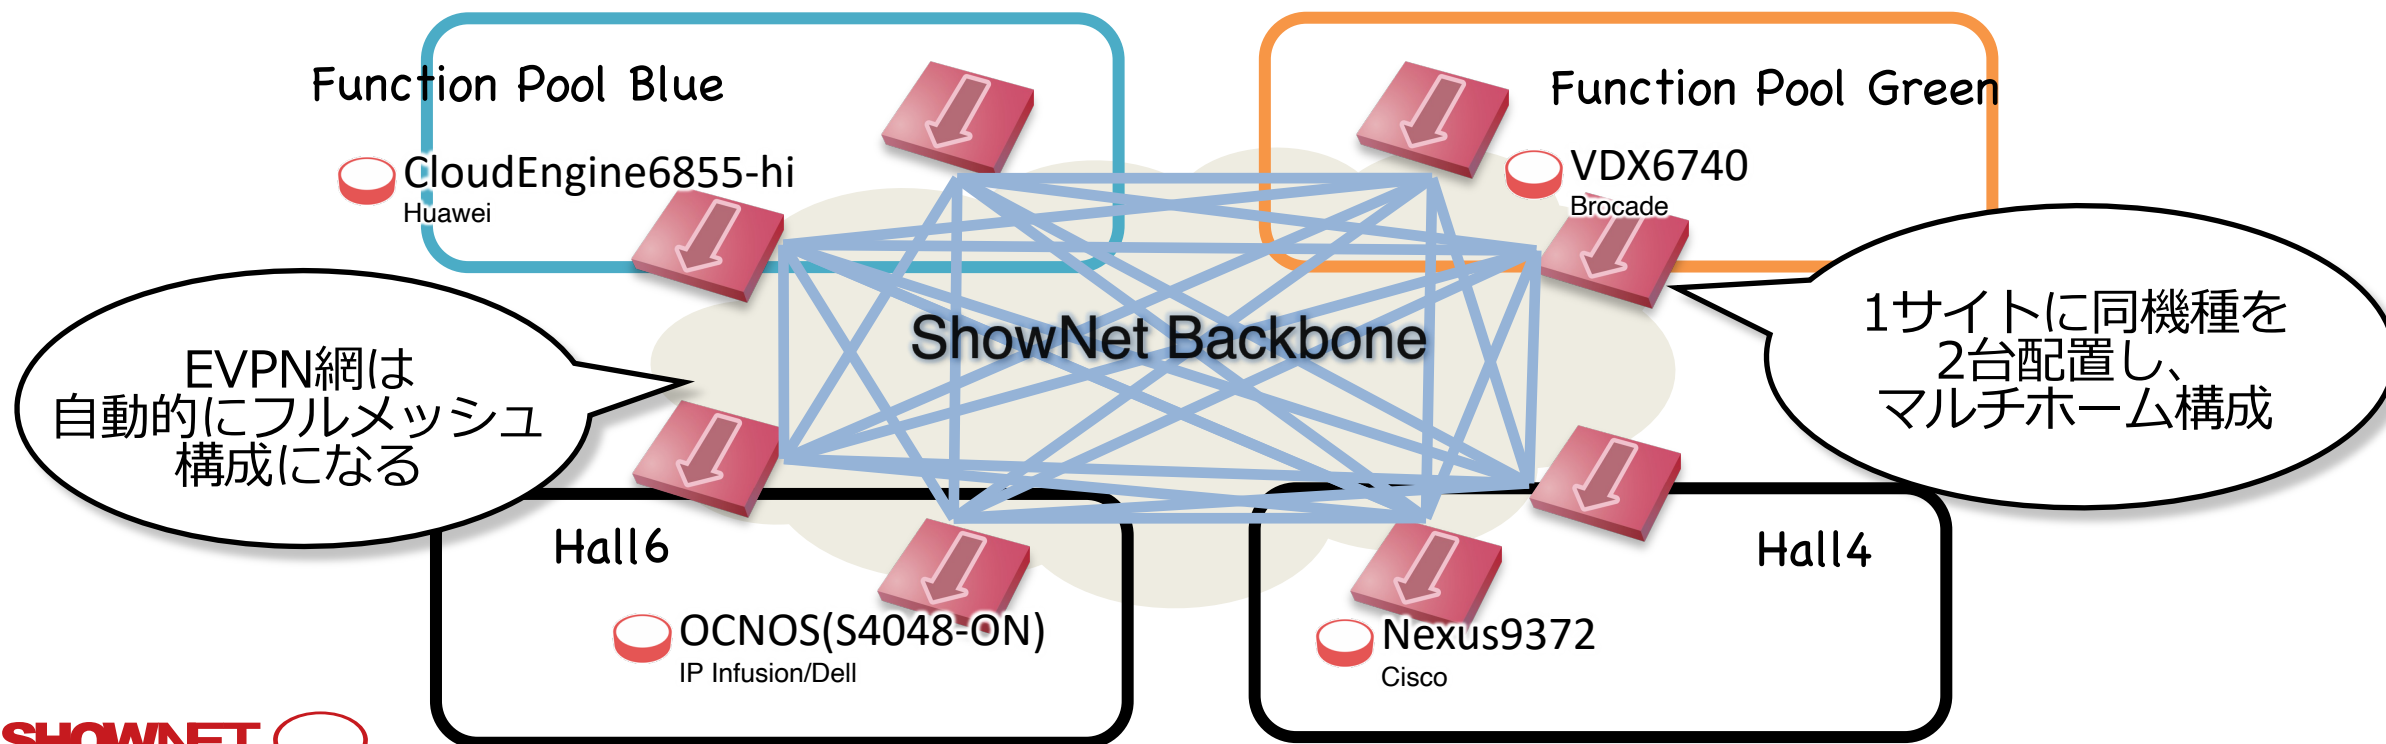 Function Pool Blue
CloudEngine6855-hi
Huawei
Function Pool Green
VDX6740
Brocade
ShowNet Backbone
EVPN網は
自動的にフルメッシュ
構成になる
1サイトに同機種を
2台配置し、
マルチホーム構成
Hall6
OCNOS(S4048-ON)
IP Infusion/Dell
Hall4
Nexus9372
Cisco
SHOWNET